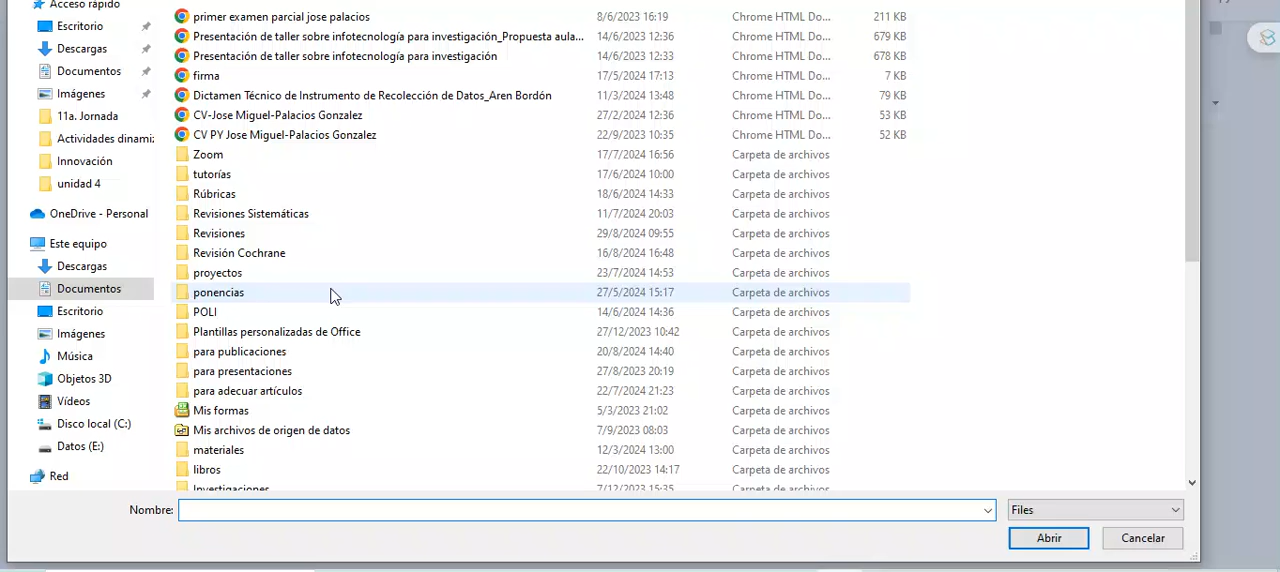 Acceso rápido
Escritorio
Descargas
Documentos
Imágenes
11a. Jornada
Actividades dinami
Innovación
unidad 4
OneDrive - Personal
Este equipo
Descargas
Documentos
Escritorio
Imágenes
Música
Objetos 3D
Vídeos
Disco local (C:)
Datos (E:)
Red
primer examen parcial jose palacios 8/6/2023 16:19 Chrome HTML Do... 211 KB
Presentación de taller sobre infotecnología para investigación_Propuesta aula... 14/6/2023 12:36 Chrome HTML Do... 679 KB
Presentación de taller sobre infotecnología para investigación 14/6/2023 12:33 Chrome HTML Do... 678 KB
firma 17/5/2024 17:13 Chrome HTML Do... 7 KB
Dictamen Técnico de Instrumento de Recolección de Datos_Aren Bordón 11/3/2024 13:48 Chrome HTML Do... 79 KB
CV-Jose Miguel-Palacios Gonzalez 27/2/2024 12:36 Chrome HTML Do... 53 KB
CV PY Jose Miguel-Palacios Gonzalez 22/9/2023 10:35 Chrome HTML Do... 52 KB
Zoom 17/7/2024 16:56 Carpeta de archivos
tutorías 17/6/2024 10:00 Carpeta de archivos
Rúbricas 18/6/2024 14:33 Carpeta de archivos
Revisiones Sistemáticas 11/7/2024 20:03 Carpeta de archivos
Revisiones 29/8/2024 09:55 Carpeta de archivos
Revisión Cochrane 16/8/2024 16:48 Carpeta de archivos
proyectos 23/7/2024 14:53 Carpeta de archivos
ponencias 27/5/2024 15:17 Carpeta de archivos
POLI 14/6/2024 14:36 Carpeta de archivos
Plantillas personalizadas de Office 27/12/2023 10:42 Carpeta de archivos
para publicaciones 20/8/2024 14:40 Carpeta de archivos
para presentaciones 27/8/2023 20:19 Carpeta de archivos
para adecuar artículos 22/7/2024 21:23 Carpeta de archivos
Mis formas 5/3/2023 21:02 Carpeta de archivos
Mis archivos de origen de datos 7/9/2023 08:03 Carpeta de archivos
materiales 12/3/2024 13:00 Carpeta de archivos
libros 22/10/2023 14:17 Carpeta de archivos
Investigaciones 7/12/2023 15:35 Carpeta de archivos
Nombre:
Files
Abrir Cancelar